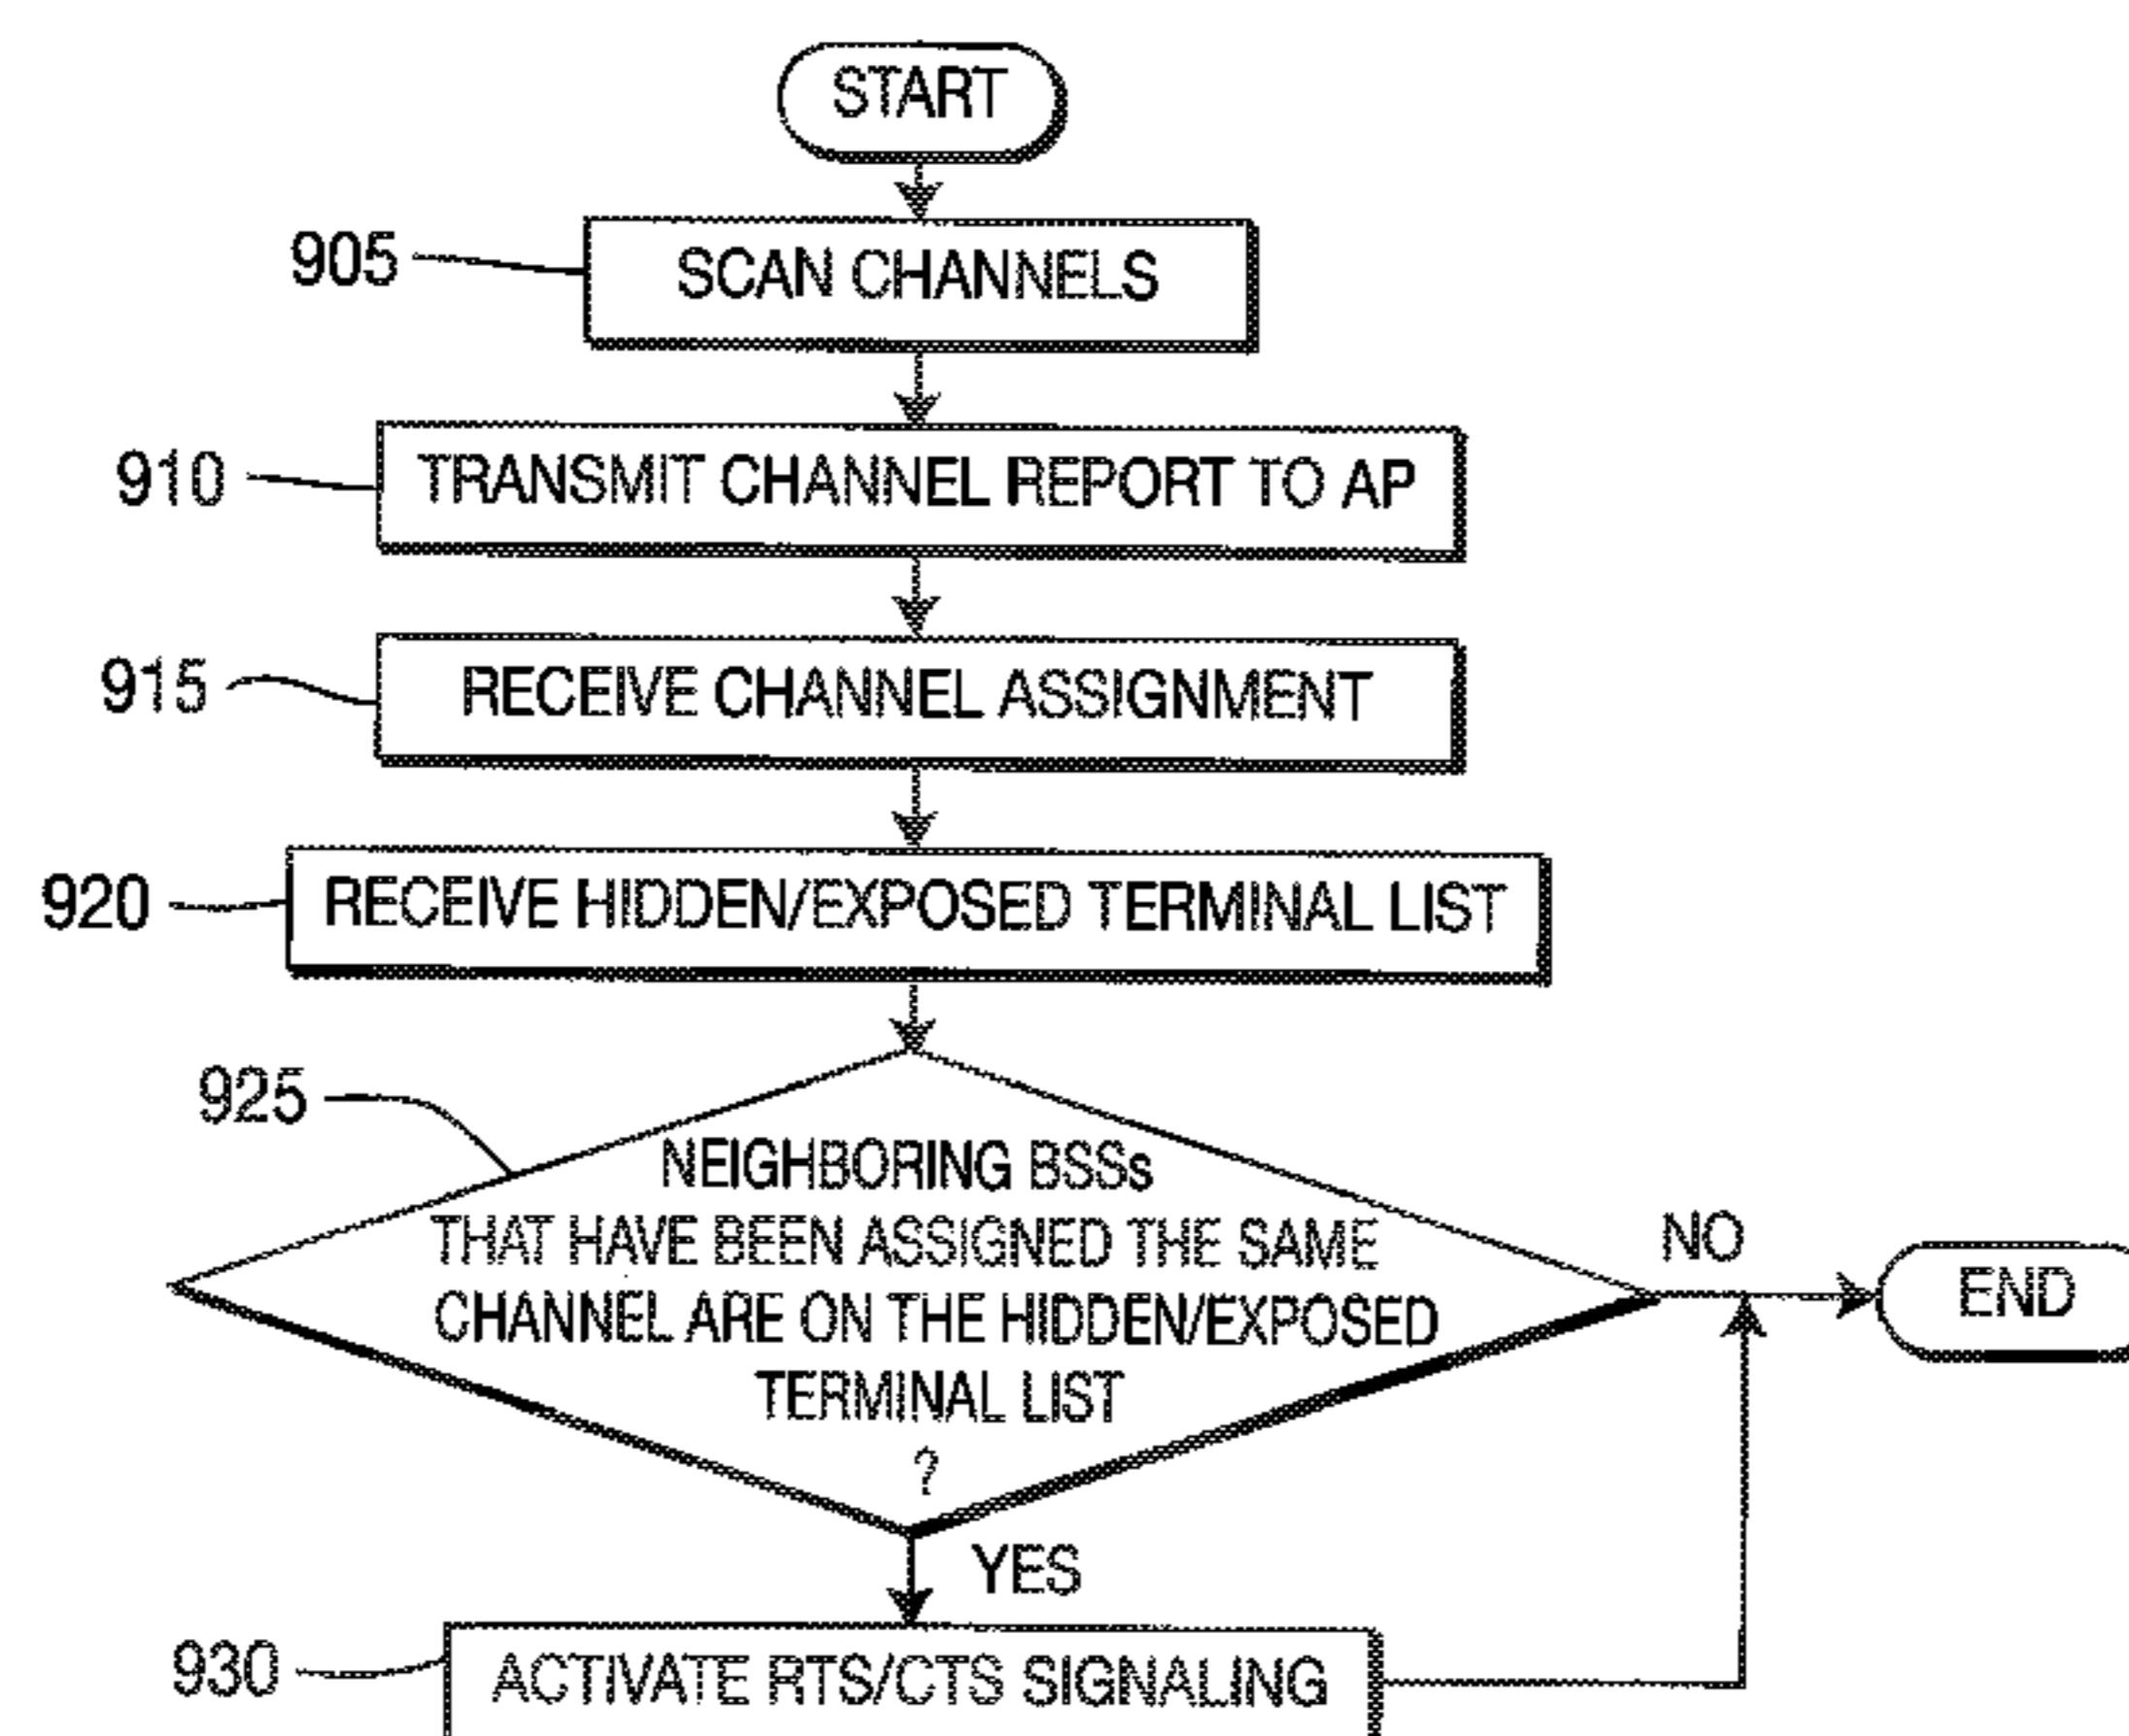 START
905
SCAN CHANNELS
910
TRANSMIT CHANNEL REPORT TO AP
915
RECEIVE CHANNEL ASSIGNMENT
920
RECEIVE HIDDEN/EXPOSED TERMINAL LIST
925
NEIGHBORING BSSs
THAT HAVE BEEN ASSIGNED THE SAME
CHANNEL ARE ON THE HIDDEN/EXPOSED
TERMINAL LIST
?
NO
END
YES
930
ACTIVATE RTS/CTS SIGNALING